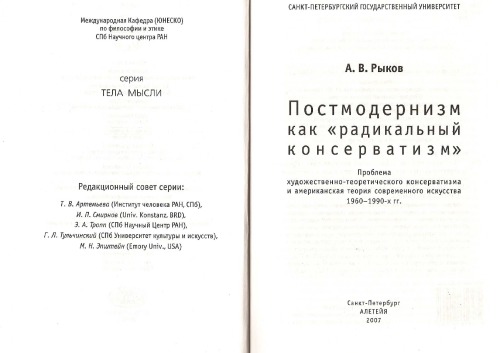 Международная Кафедра (ЮНЕСКО)
по философии и этике
СПб Научного центра РАН
серия
ТЕЛА МЫСЛИ
Редакционный совет серии:
Т. В. Артемьева (Институт человека РАН, СПб),
И. П. Смирнов (Univ. Konstanz, BRD),
Э. А. Тропп (СПб Научный Центр РАН),
Г. Л. Тульчинский (СПб Университет культуры и искусств),
М. Н. Эпштейн (Emory Univ., USA)
САНКТ-ПЕТЕРБУРГСКИЙ ГОСУДАРСТВЕННЫЙ УНИВЕРСИТЕТ
А. В. Рыков
Постмодернизм
как «радикальный
консерватизм»
Проблема
художественно-теоретического консерватизма
и американская теория современного искусства
1960–1990-х гг.
Санкт-Петербург
АЛЕТЕЙЯ
2007